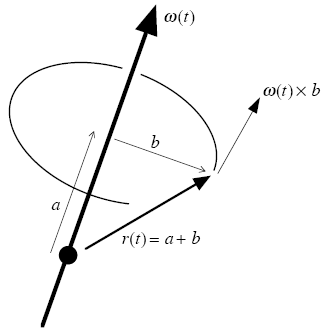 ω(t)
ω(t) × b
b
a
r(t) = a + b